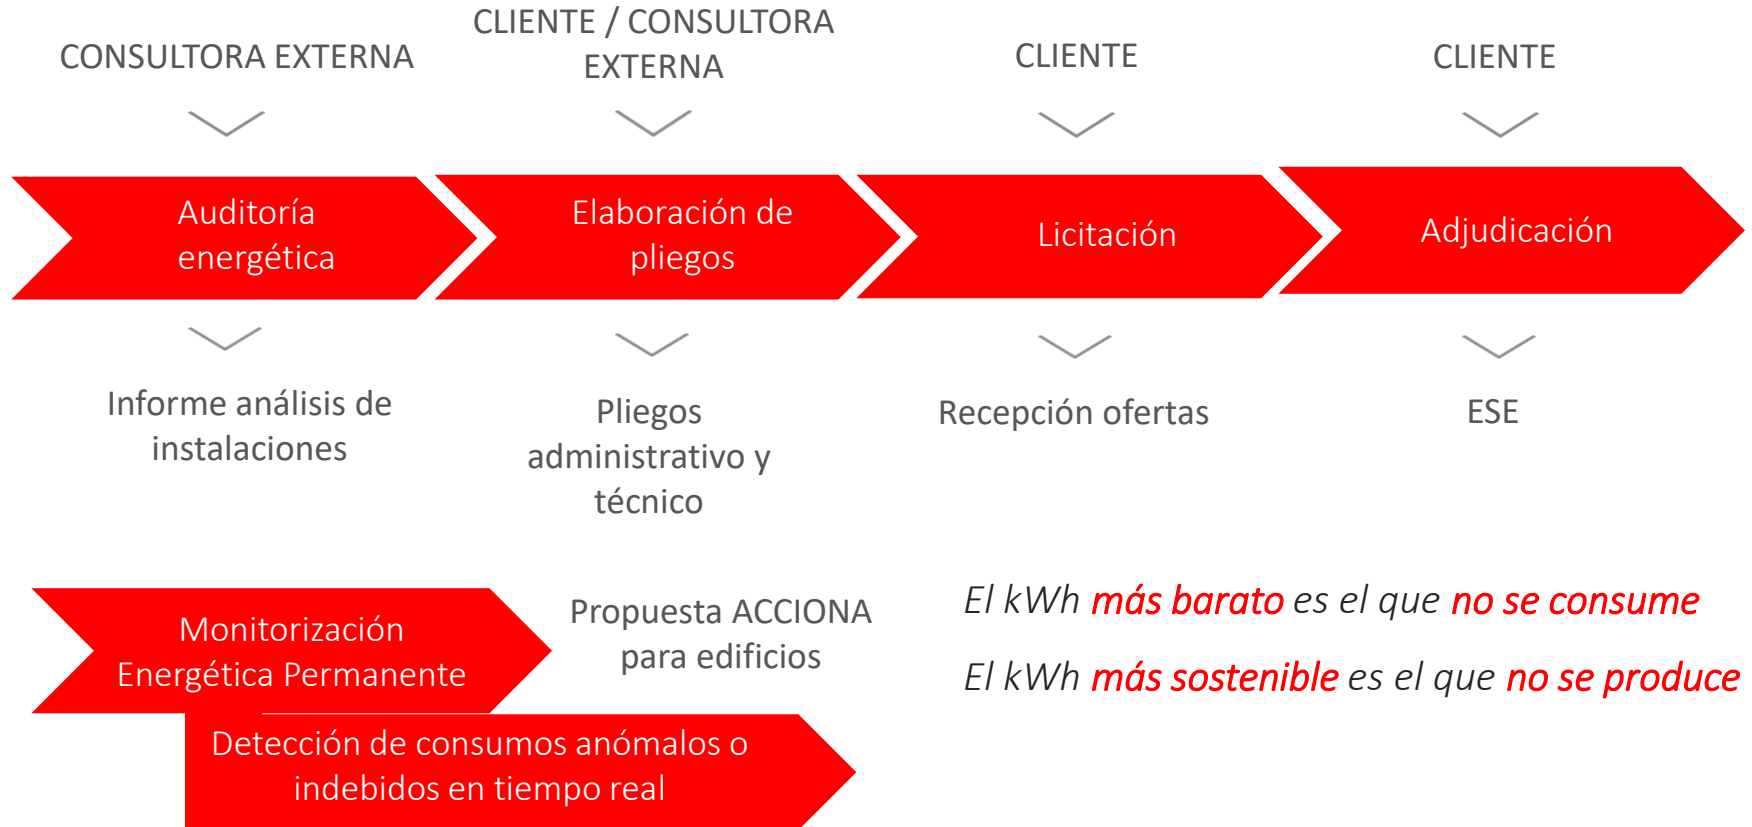 CONSULTORA EXTERNA
CLIENTE / CONSULTORA
EXTERNA
CLIENTE
CLIENTE
Auditoría
energética
Elaboración de
pliegos
Licitación
Adjudicación
Informe análisis de
instalaciones
Pliegos
administrativo y
técnico
Recepción ofertas
ESE
Monitorización
Energética Permanente
Propuesta ACCIONA
para edificios
Detección de consumos anómalos o
indebidos en tiempo real
El kWh más barato es el que no se consume
El kWh más sostenible es el que no se produce